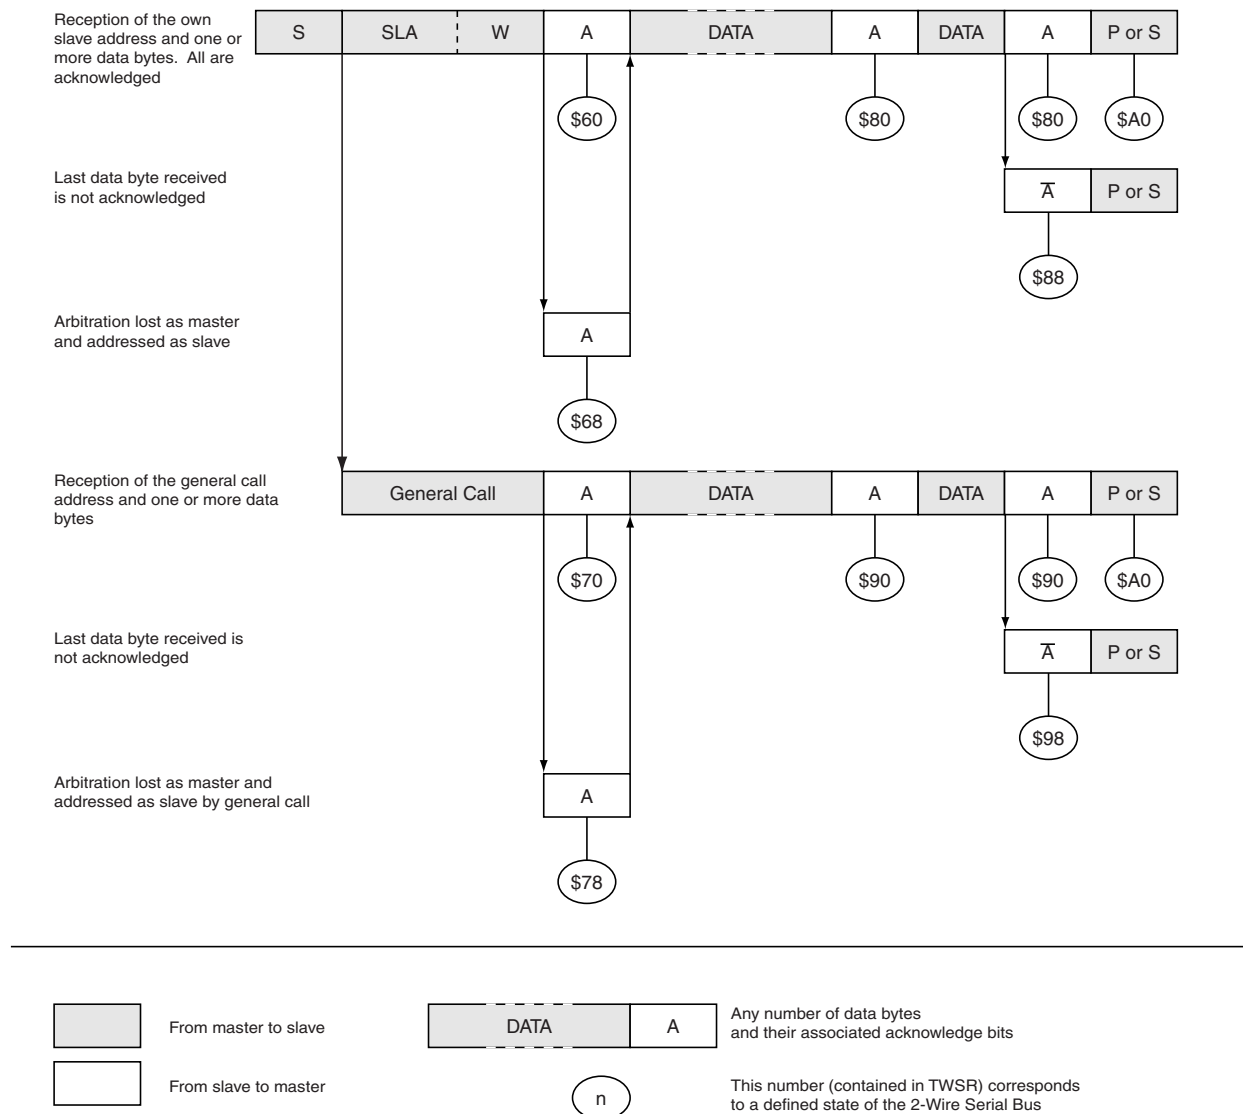 Reception of the own
slave address and one or
more data bytes.  All are
acknowledged
S SLA W A DATA A DATA A P or S
$60 $80 $80 $A0
Last data byte received
is not acknowledged
A̅ P or S
$88
Arbitration lost as master
and addressed as slave
A
$68
Reception of the general call
address and one or more data
bytes
General Call A DATA A DATA A P or S
$70 $90 $90 $A0
Last data byte received is
not acknowledged
A̅ P or S
$98
Arbitration lost as master and
addressed as slave by general call
A
$78
From master to slave
DATA A
Any number of data bytes
and their associated acknowledge bits
From slave to master
n
This number (contained in TWSR) corresponds
to a defined state of the 2-Wire Serial Bus